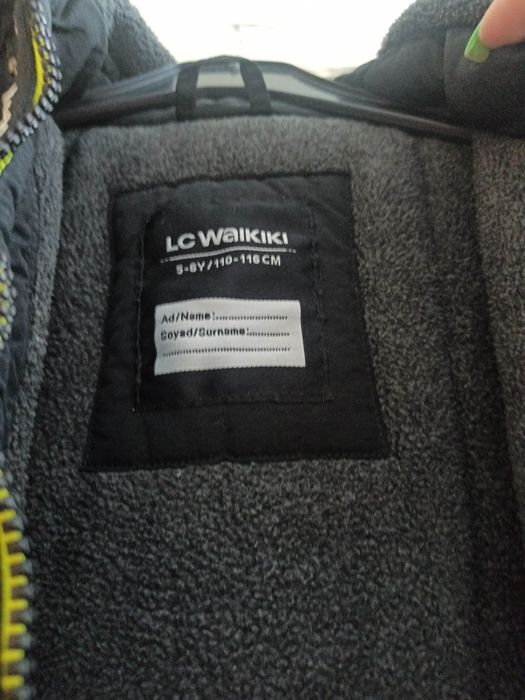 LC WAIKIKI
5-6Y/110-116 CM
Ad/Name:......................
Soyad/Surname:.............
......................................